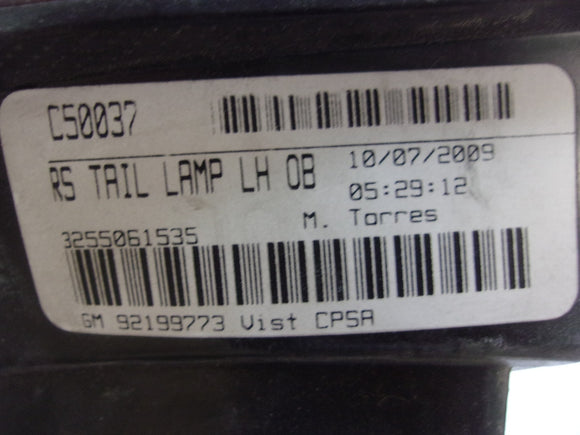 C50037
RS TAIL LAMP LH OB
10/07/2009
05:29:12
M. Torres
3255061535
GM 92199773 Vist CPSA